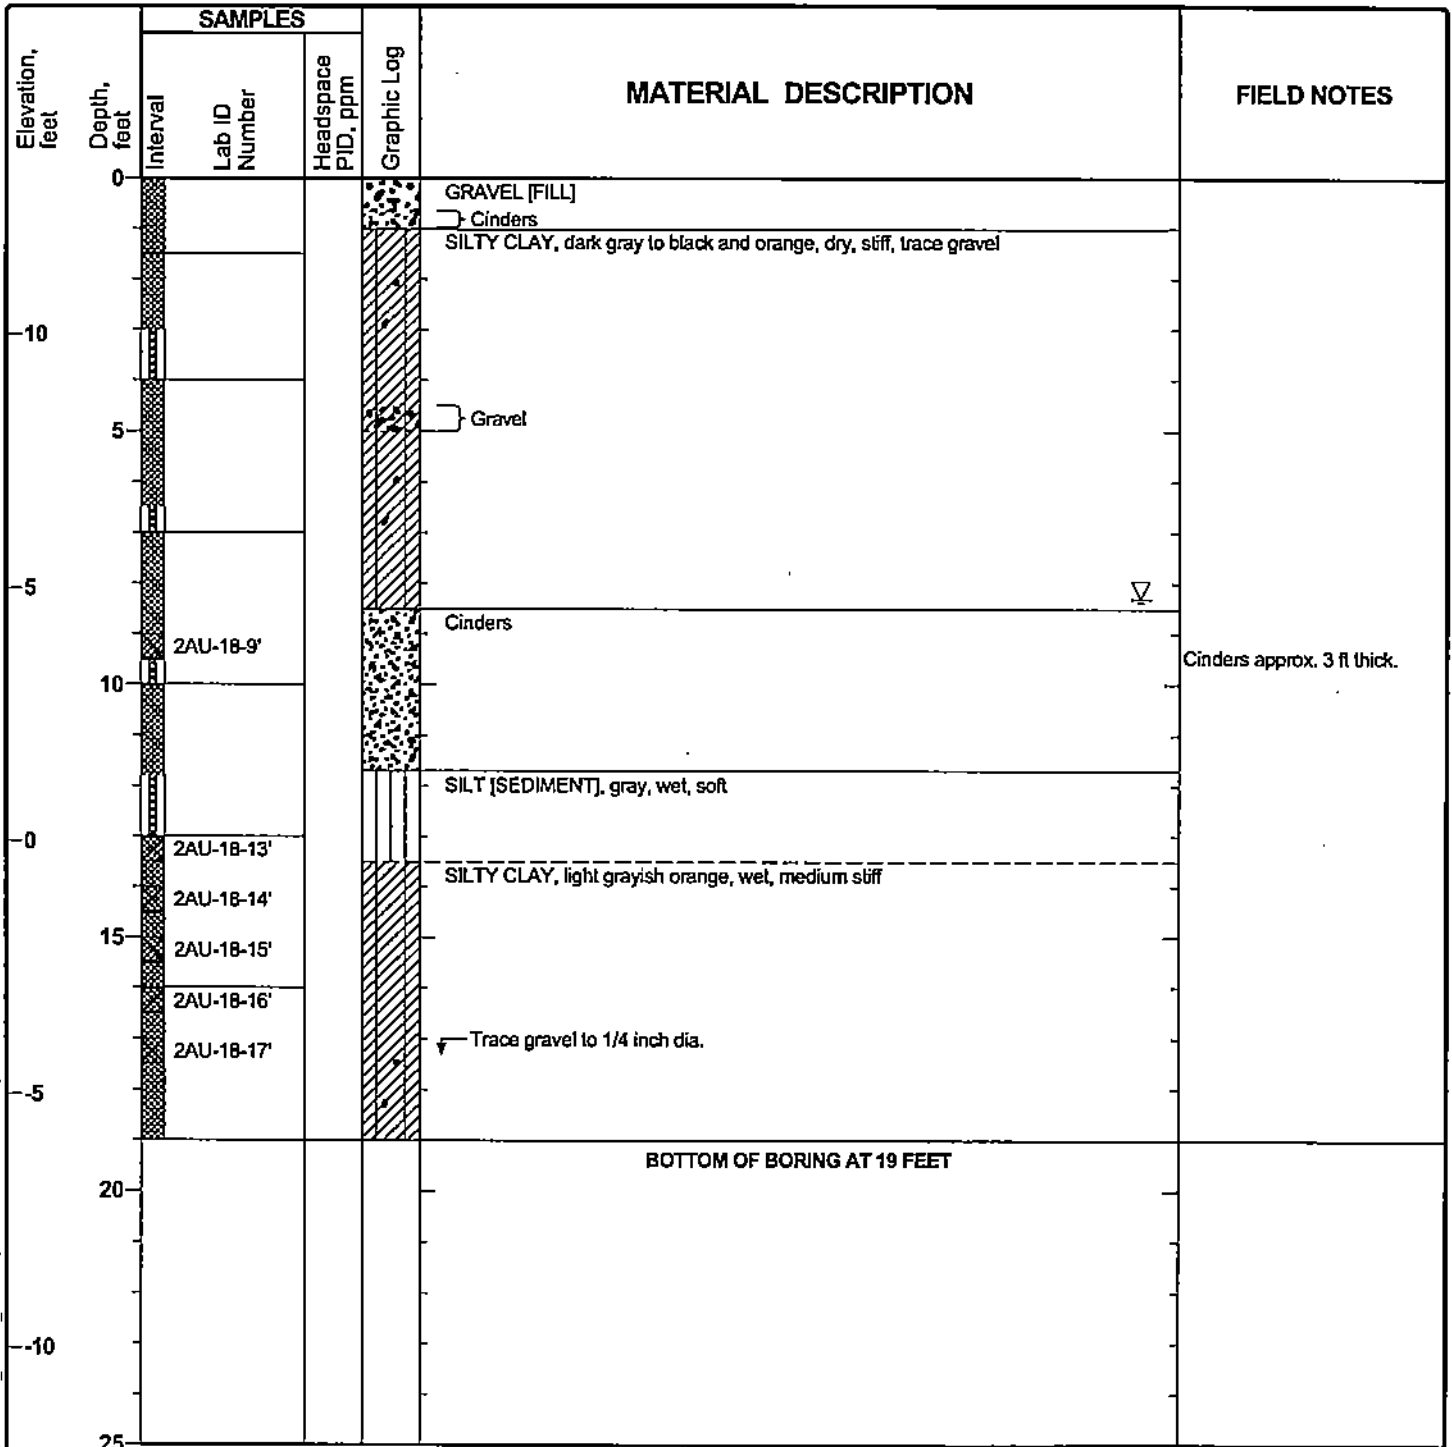 SAMPLES
Elevation,
feet
Depth,
feet
Interval
Lab ID
Number
Headspace
PID, ppm
Graphic Log
MATERIAL DESCRIPTION
FIELD NOTES
0
GRAVEL [FILL]
Cinders
SILTY CLAY, dark gray to black and orange, dry, stiff, trace gravel
10
Gravel
5
5
Cinders
2AU-18-9'
Cinders approx. 3 ft thick.
10
SILT [SEDIMENT], gray, wet, soft
0
2AU-18-13'
SILTY CLAY, light grayish orange, wet, medium stiff
2AU-18-14'
15
2AU-18-15'
2AU-18-16'
Trace gravel to 1/4 inch dia.
2AU-18-17'
-5
BOTTOM OF BORING AT 19 FEET
20
-10
25